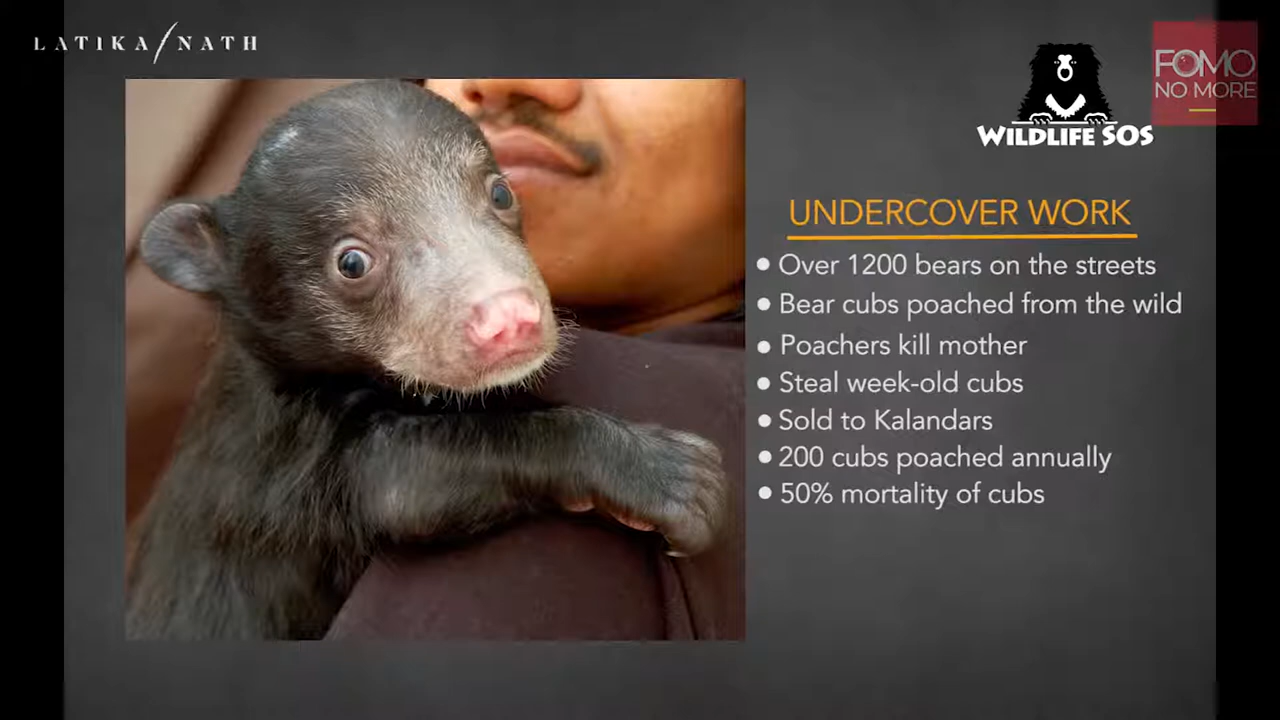 LATIKA/NATH
FOMO
NO MORE
WILDLIFE SOS
UNDERCOVER WORK
• Over 1200 bears on the streets
• Bear cubs poached from the wild
• Poachers kill mother
• Steal week-old cubs
• Sold to Kalandars
• 200 cubs poached annually
• 50% mortality of cubs